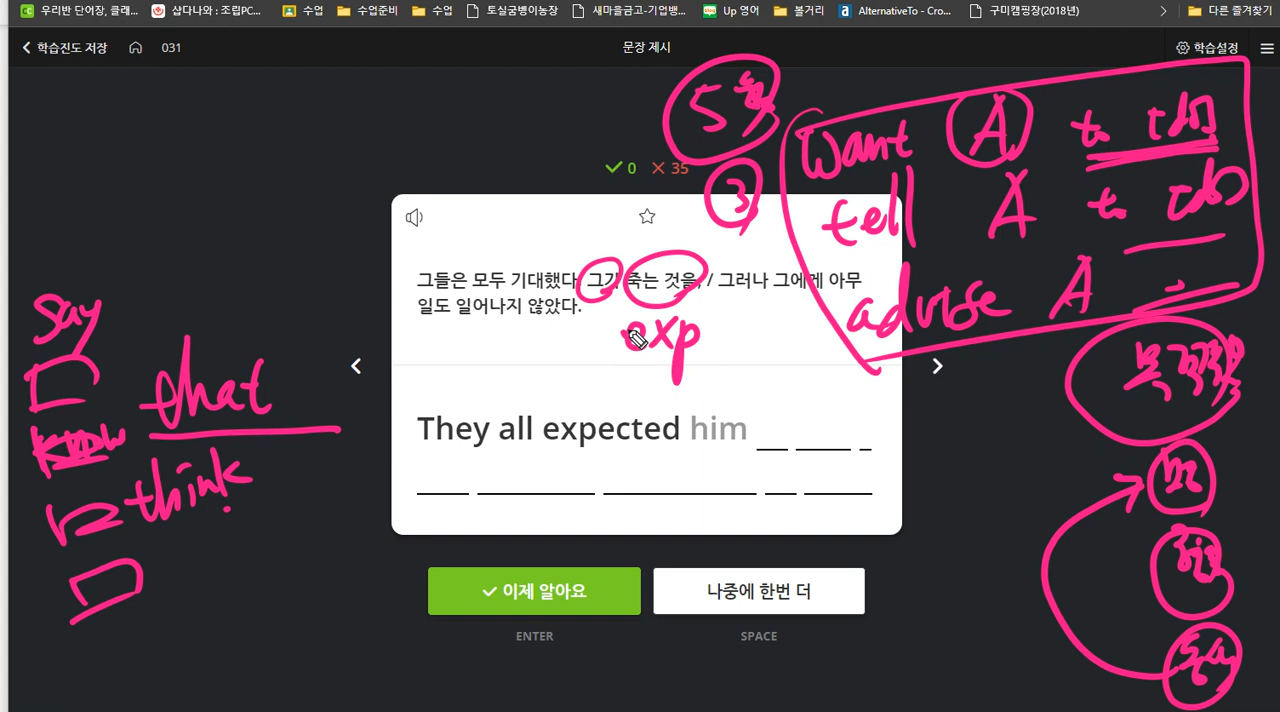 우리반 단어장, 클래... 샵다나와 : 조립PC... 수업 수업준비 수업 토실굼벵이농장 새마을금고-기업뱅... Up 영어 볼거리 AlternativeTo - Cro... 구미캠핑장(2018년) 다른 즐겨찾기
학습진도 저장 031 문장 제시 학습설정
5형
③
0 35
want A to
tell A to
advise A
그들은 모두 기대했다. 그가 죽는 것을, / 그러나 그에게 아무
일도 일어나지 않았다.
exp
say
that
know
think
They all expected him
이제 알아요 나중에 한번 더
ENTER SPACE